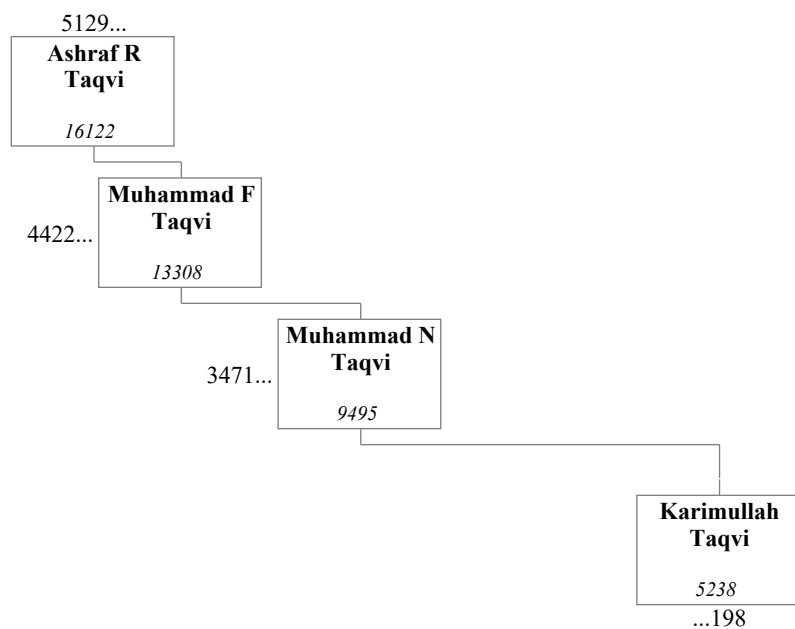 5129...
Ashraf R
Taqvi
16122
Muhammad F
Taqvi
4422...
13308
Muhammad N
Taqvi
3471...
9495
Karimullah
Taqvi
5238
...198